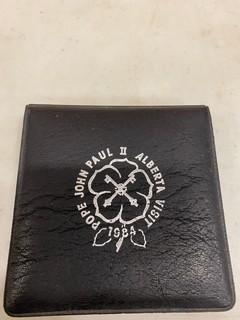 POPE JOHN PAUL II ALBERTA VISIT
1984